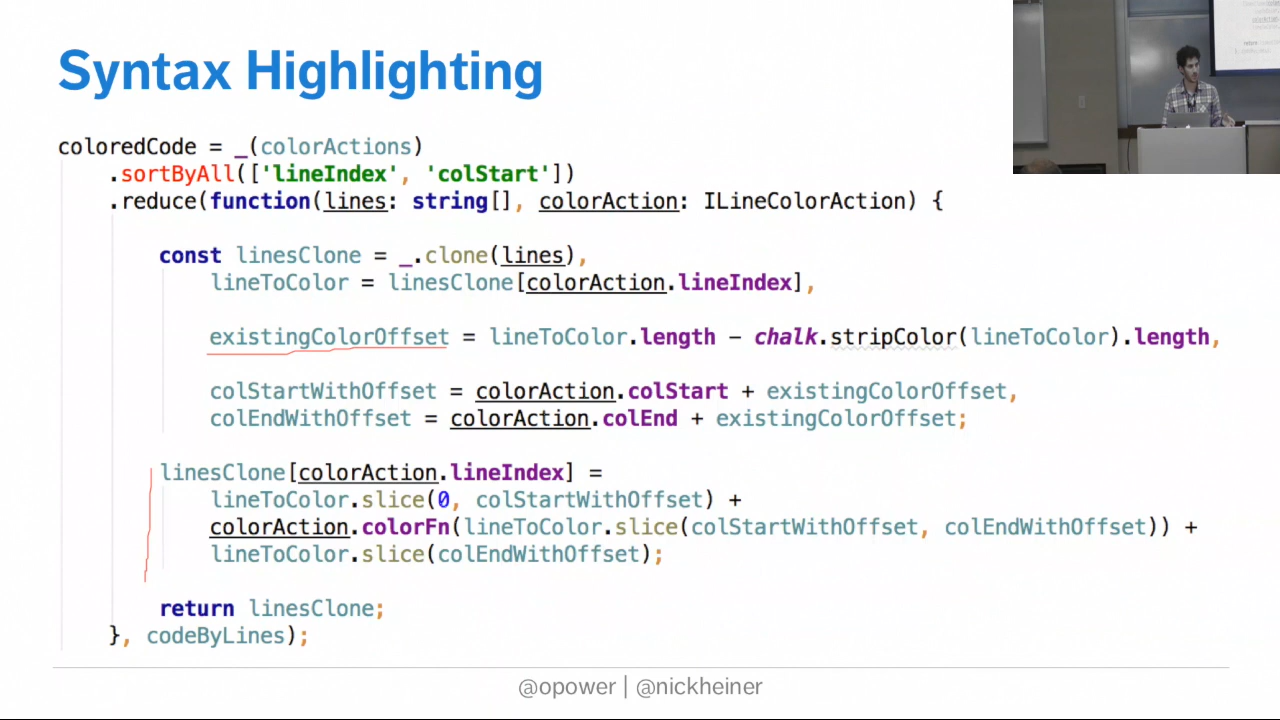 Syntax Highlighting
coloredCode = _(colorActions)
.sortByAll(['lineIndex', 'colStart'])
.reduce(function(lines: string[], colorAction: ILineColorAction) {
const linesClone = _.clone(lines),
lineToColor = linesClone[colorAction.lineIndex],
existingColorOffset = lineToColor.length - chalk.stripColor(lineToColor).length,
colStartWithOffset = colorAction.colStart + existingColorOffset,
colEndWithOffset = colorAction.colEnd + existingColorOffset;
linesClone[colorAction.lineIndex] =
lineToColor.slice(0, colStartWithOffset) +
colorAction.colorFn(lineToColor.slice(colStartWithOffset, colEndWithOffset)) +
lineToColor.slice(colEndWithOffset);
return linesClone;
}, codeByLines);
@opower | @nickheiner